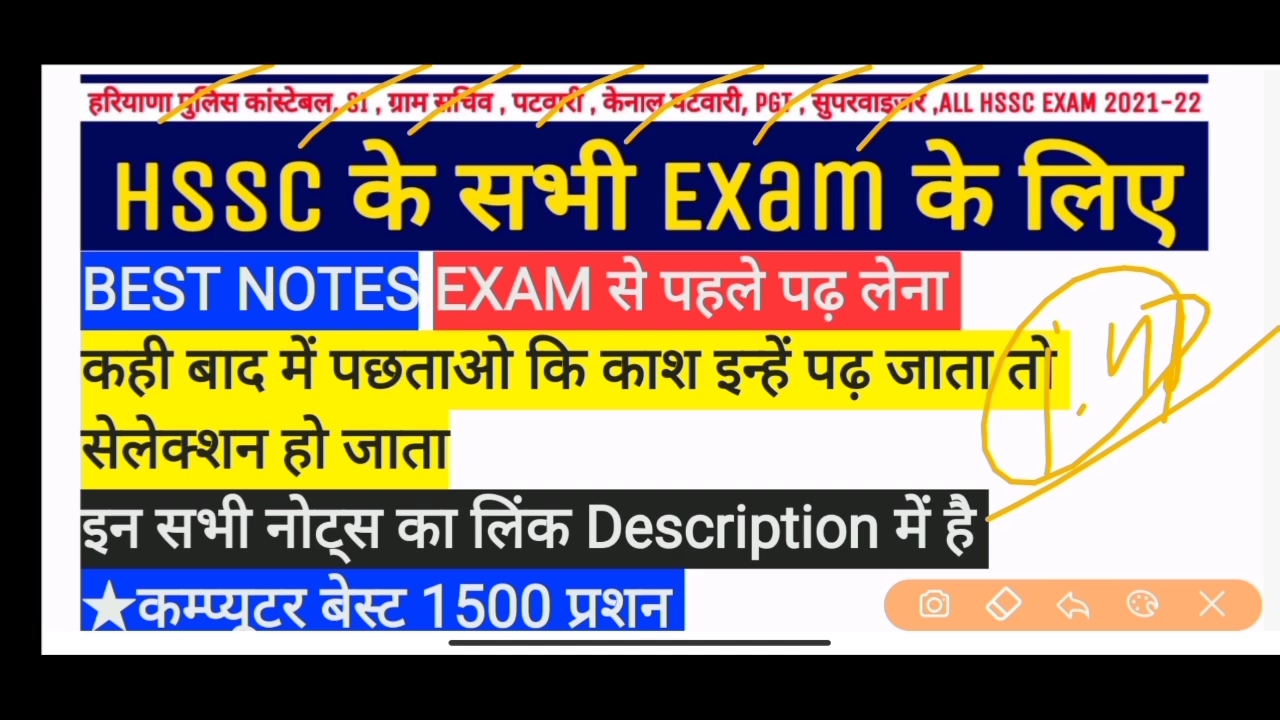 हरियाणा पुलिस कांस्टेबल, SI , ग्राम सचिव , पटवारी , केनाल पटवारी, PGT , सुपरवाइजर ,ALL HSSC EXAM 2021-22
HSSC के सभी Exam के लिए
BEST NOTES EXAM से पहले पढ़ लेना
कही बाद में पछताओ कि काश इन्हें पढ़ जाता तो
सेलेक्शन हो जाता
इन सभी नोट्स का लिंक Description में है
★कम्प्यूटर बेस्ट 1500 प्रशन